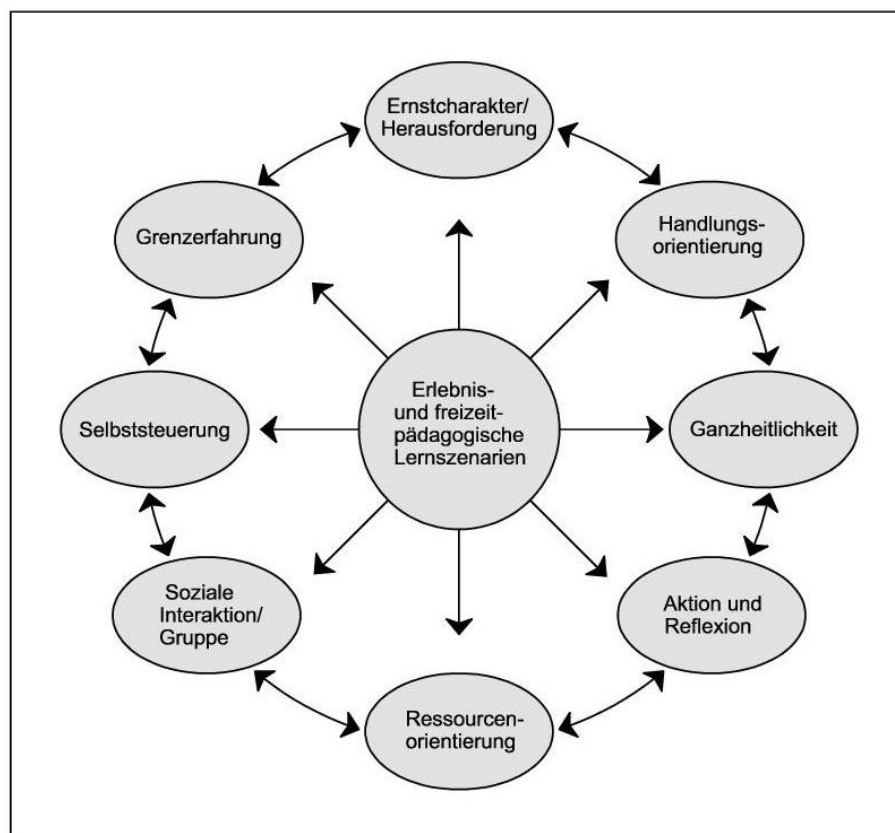 Ernstcharakter/
Herausforderung
Grenzerfahrung
Handlungs-
orientierung
Selbststeuerung
Erlebnis-
und freizeit-
pädagogische
Lernszenarien
Ganzheitlichkeit
Soziale
Interaktion/
Gruppe
Aktion und
Reflexion
Ressourcen-
orientierung